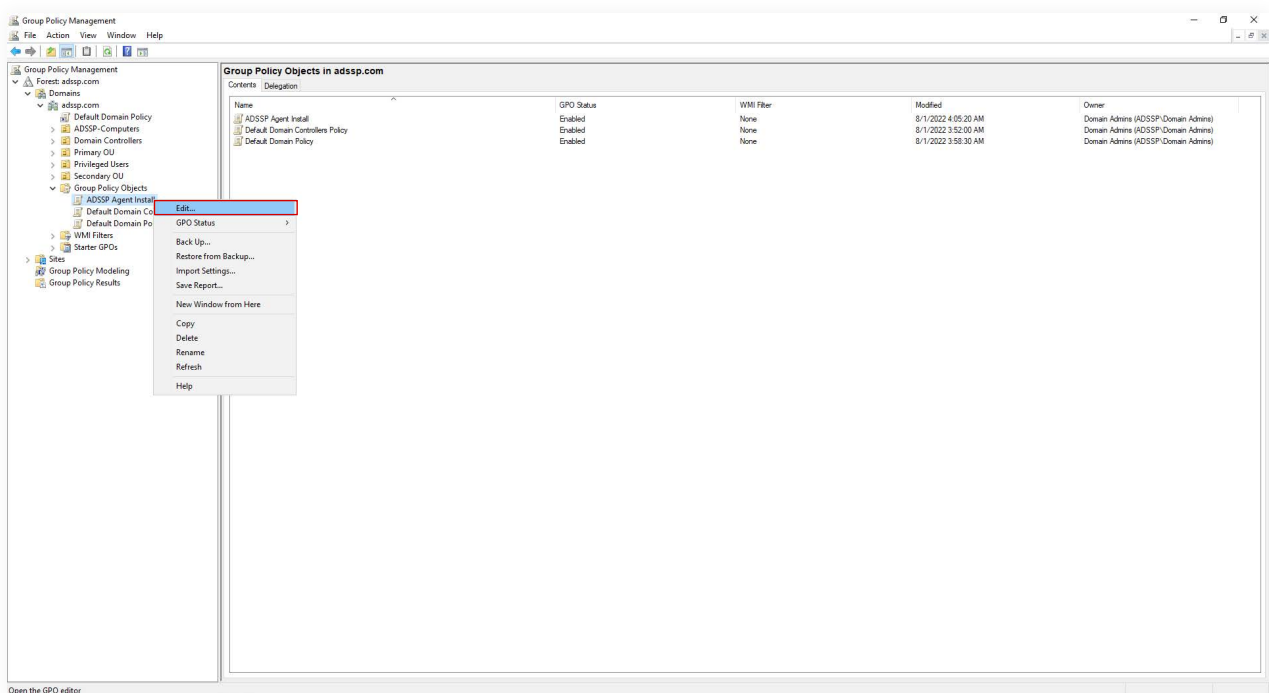 Group Policy Management
File Action View Window Help
Group Policy Management
Forest: adssp.com
Domains
adssp.com
Default Domain Policy
ADSSP-Computers
Domain Controllers
Primary OU
Privileged Users
Secondary OU
Group Policy Objects
ADSSP Agent Install
Default Domain Co
Default Domain Po
WMI Filters
Starter GPOs
Sites
Group Policy Modeling
Group Policy Results
Edit...
GPO Status
Back Up...
Restore from Backup...
Import Settings...
Save Report...
New Window from Here
Copy
Delete
Rename
Refresh
Help
Group Policy Objects in adssp.com
Contents Delegation
Name GPO Status WMI Filter Modified Owner
ADSSP Agent Install Enabled None 8/1/2022 4:05:20 AM Domain Admins (ADSSP\Domain Admins)
Default Domain Controllers Policy Enabled None 8/1/2022 3:52:00 AM Domain Admins (ADSSP\Domain Admins)
Default Domain Policy Enabled None 8/1/2022 3:58:30 AM Domain Admins (ADSSP\Domain Admins)
Open the GPO editor